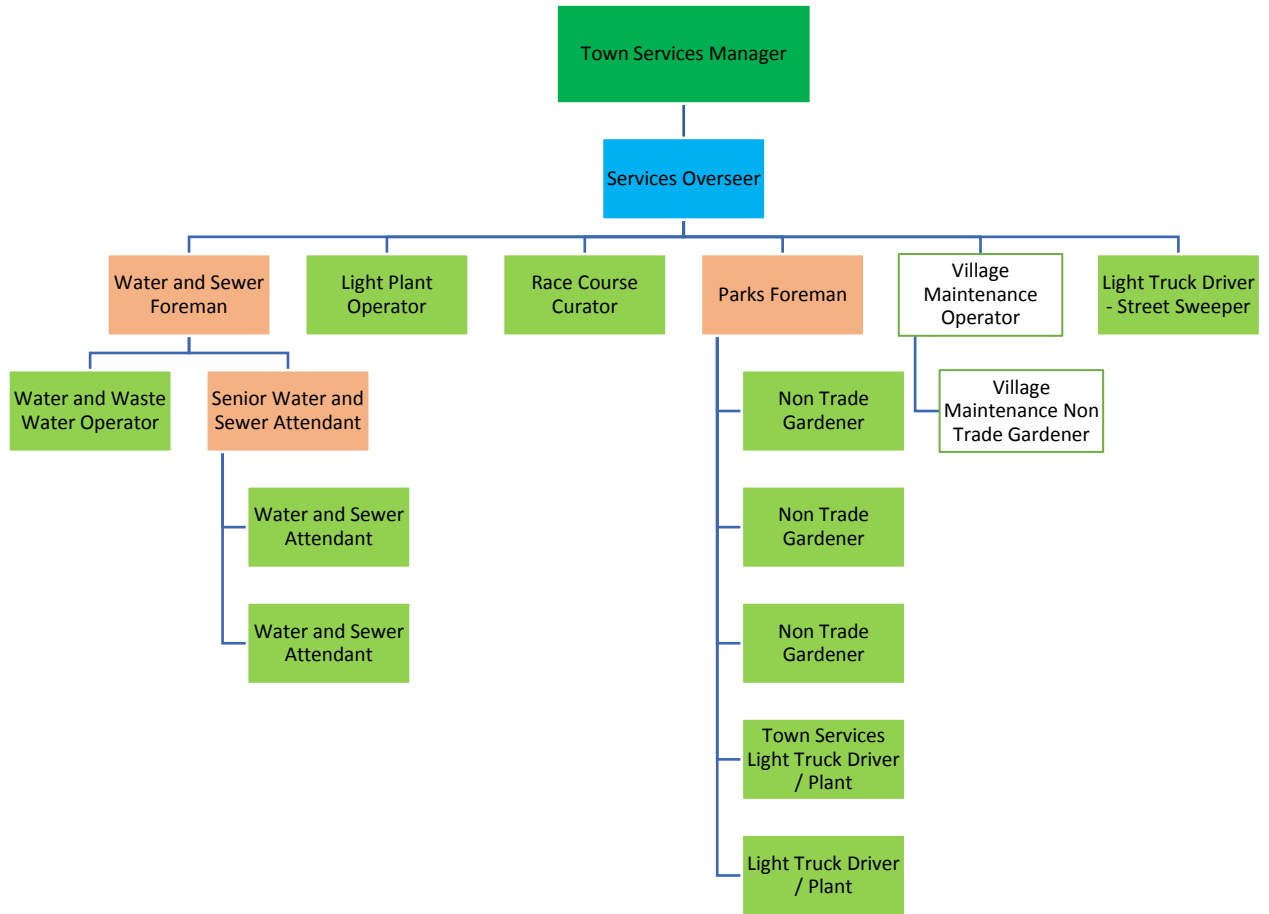 Town Services Manager
Services Overseer
Water and Sewer
Foreman
Light Plant
Operator
Race Course
Curator
Parks Foreman
Village
Maintenance
Operator
Light Truck Driver
- Street Sweeper
Water and Waste
Water Operator
Senior Water and
Sewer Attendant
Non Trade
Gardener
Village
Maintenance Non
Trade Gardener
Water and Sewer
Attendant
Non Trade
Gardener
Water and Sewer
Attendant
Non Trade
Gardener
Town Services
Light Truck Driver
/ Plant
Light Truck Driver
/ Plant